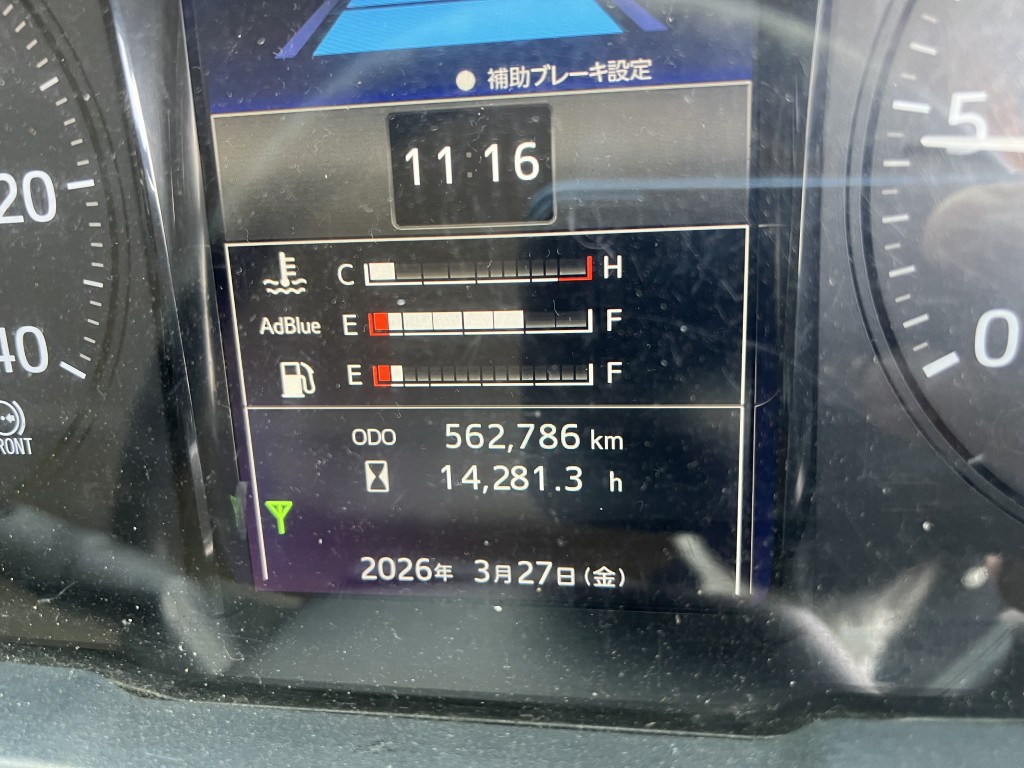 補助ブレーキ設定
11:16
20
5
C H
AdBlue E F
E F
40
0
ODO 562,786 km
14,281.3 h
RONT
2026年 3月27日(金)